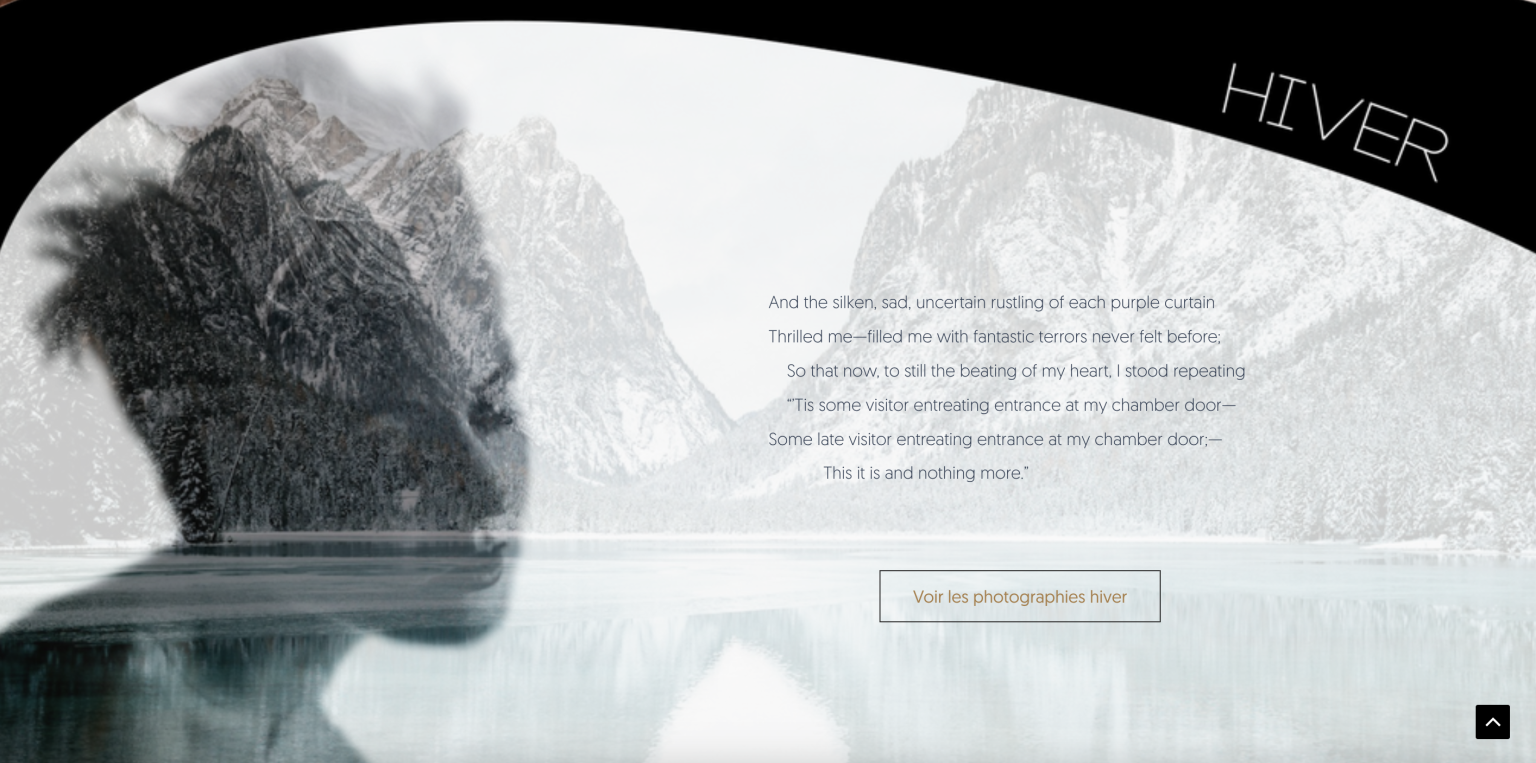 HIVER
And the silken, sad, uncertain rustling of each purple curtain
Thrilled me—filled me with fantastic terrors never felt before;
So that now, to still the beating of my heart, I stood repeating
“’Tis some visitor entreating entrance at my chamber door—
Some late visitor entreating entrance at my chamber door;—
This it is and nothing more.”
Voir les photographies hiver